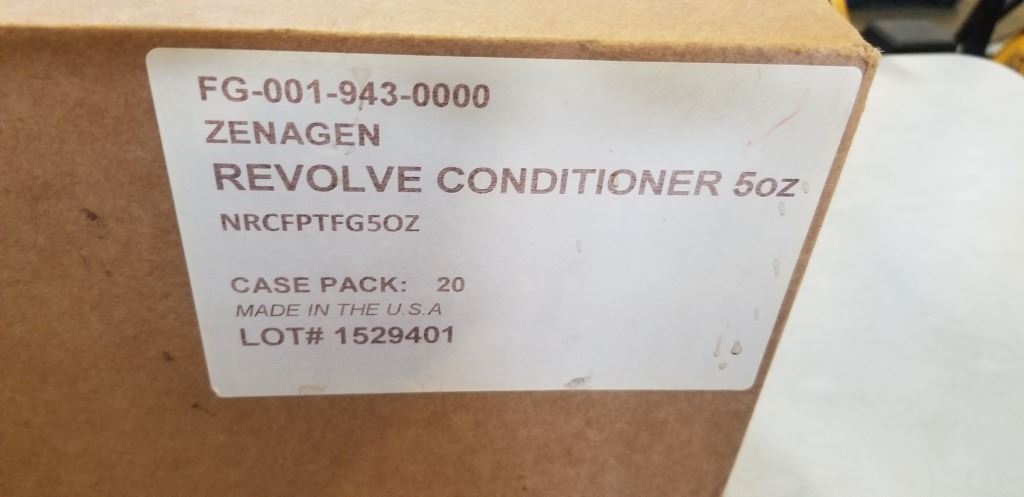 FG-001-943-0000
ZENAGEN
REVOLVE CONDITIONER 5oz
NRCFPTFG5OZ
CASE PACK: 20
MADE IN THE U.S.A
LOT# 1529401